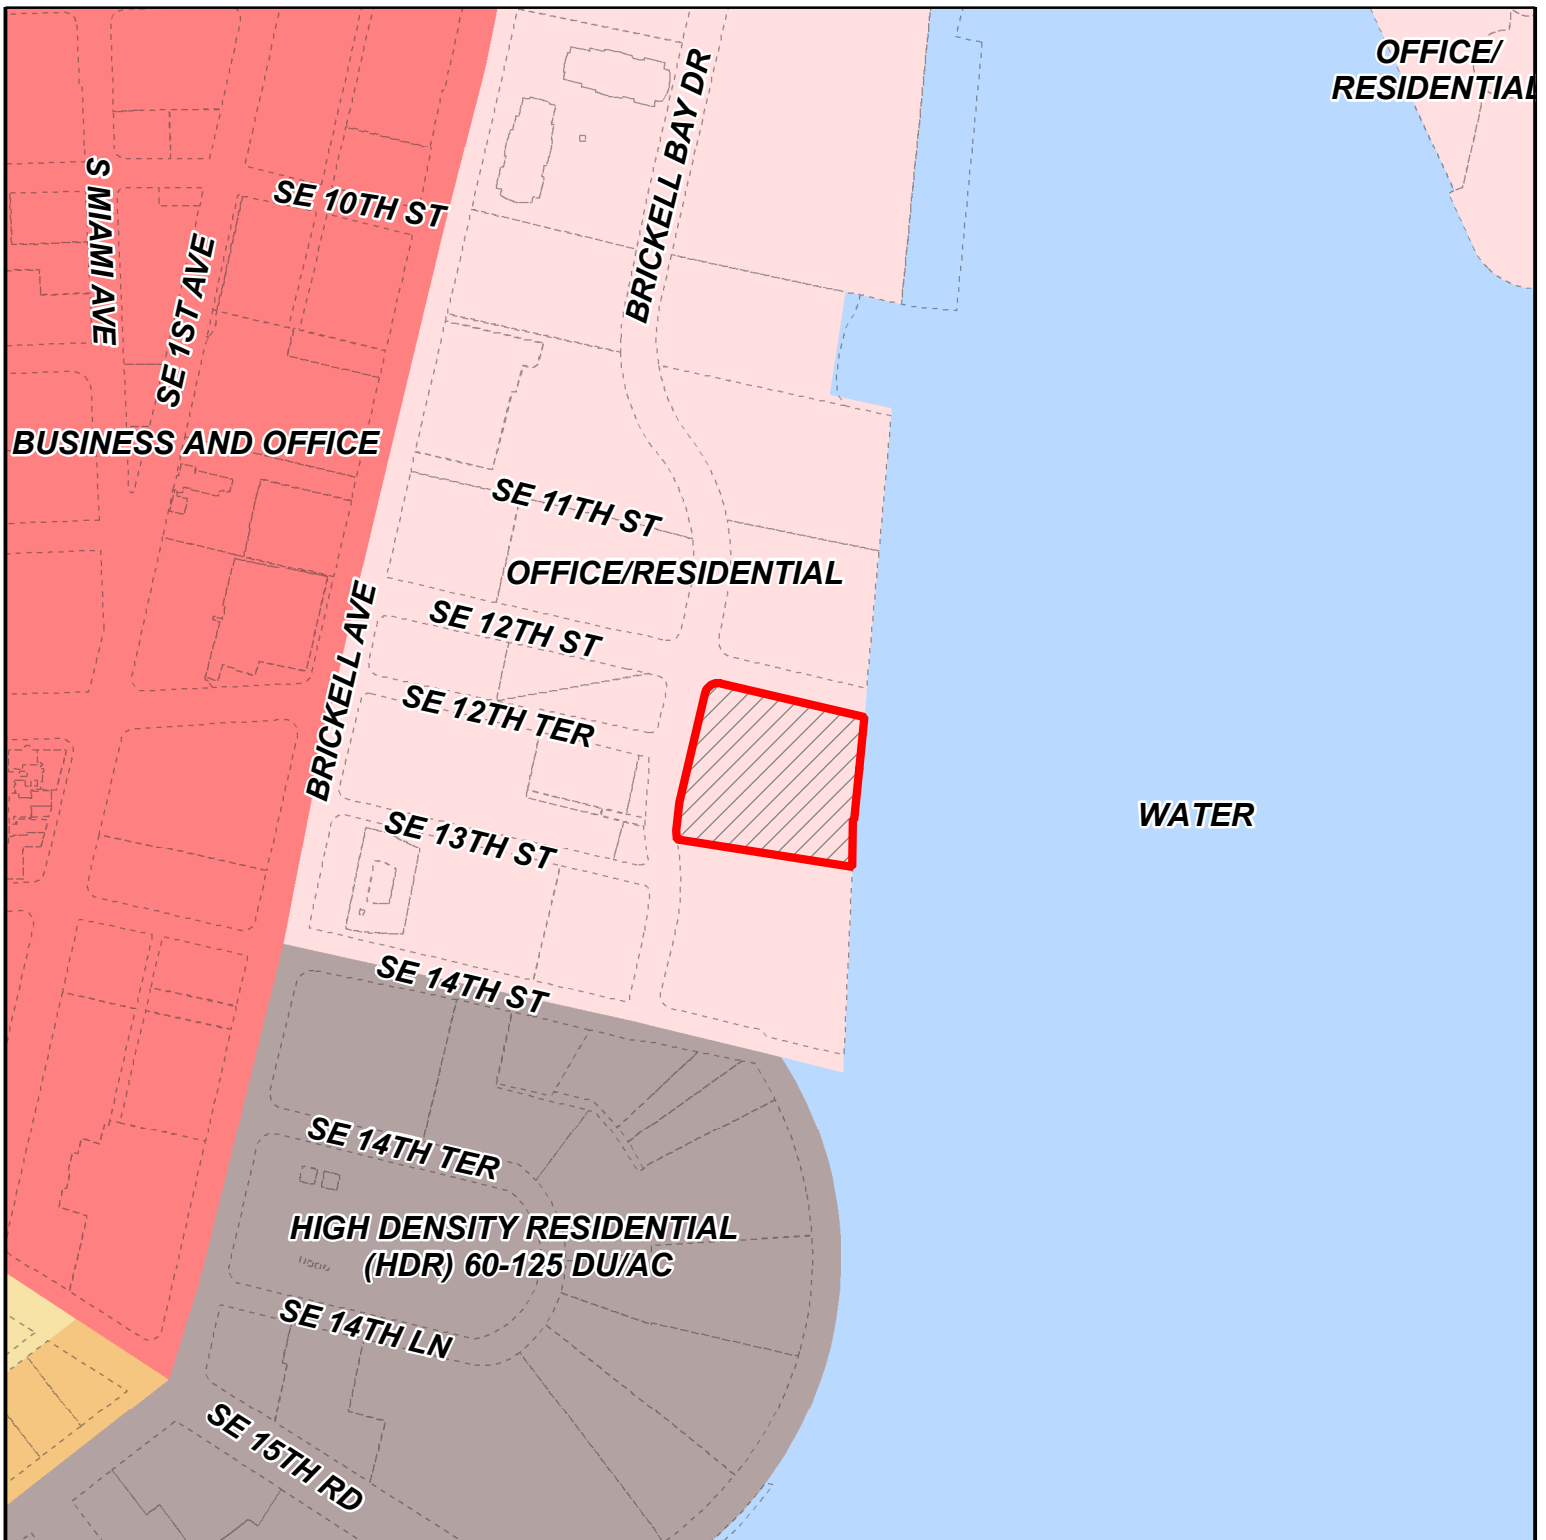 OFFICE/
RESIDENTIAL
BRICKELL BAY DR
S MIAMI AVE
SE 10TH ST
SE 1ST AVE
BUSINESS AND OFFICE
SE 11TH ST
OFFICE/RESIDENTIAL
SE 12TH ST
BRICKELL AVE
SE 12TH TER
WATER
SE 13TH ST
SE 14TH ST
SE 14TH TER
HIGH DENSITY RESIDENTIAL
(HDR) 60-125 DU/AC
SE 14TH LN
SE 15TH RD